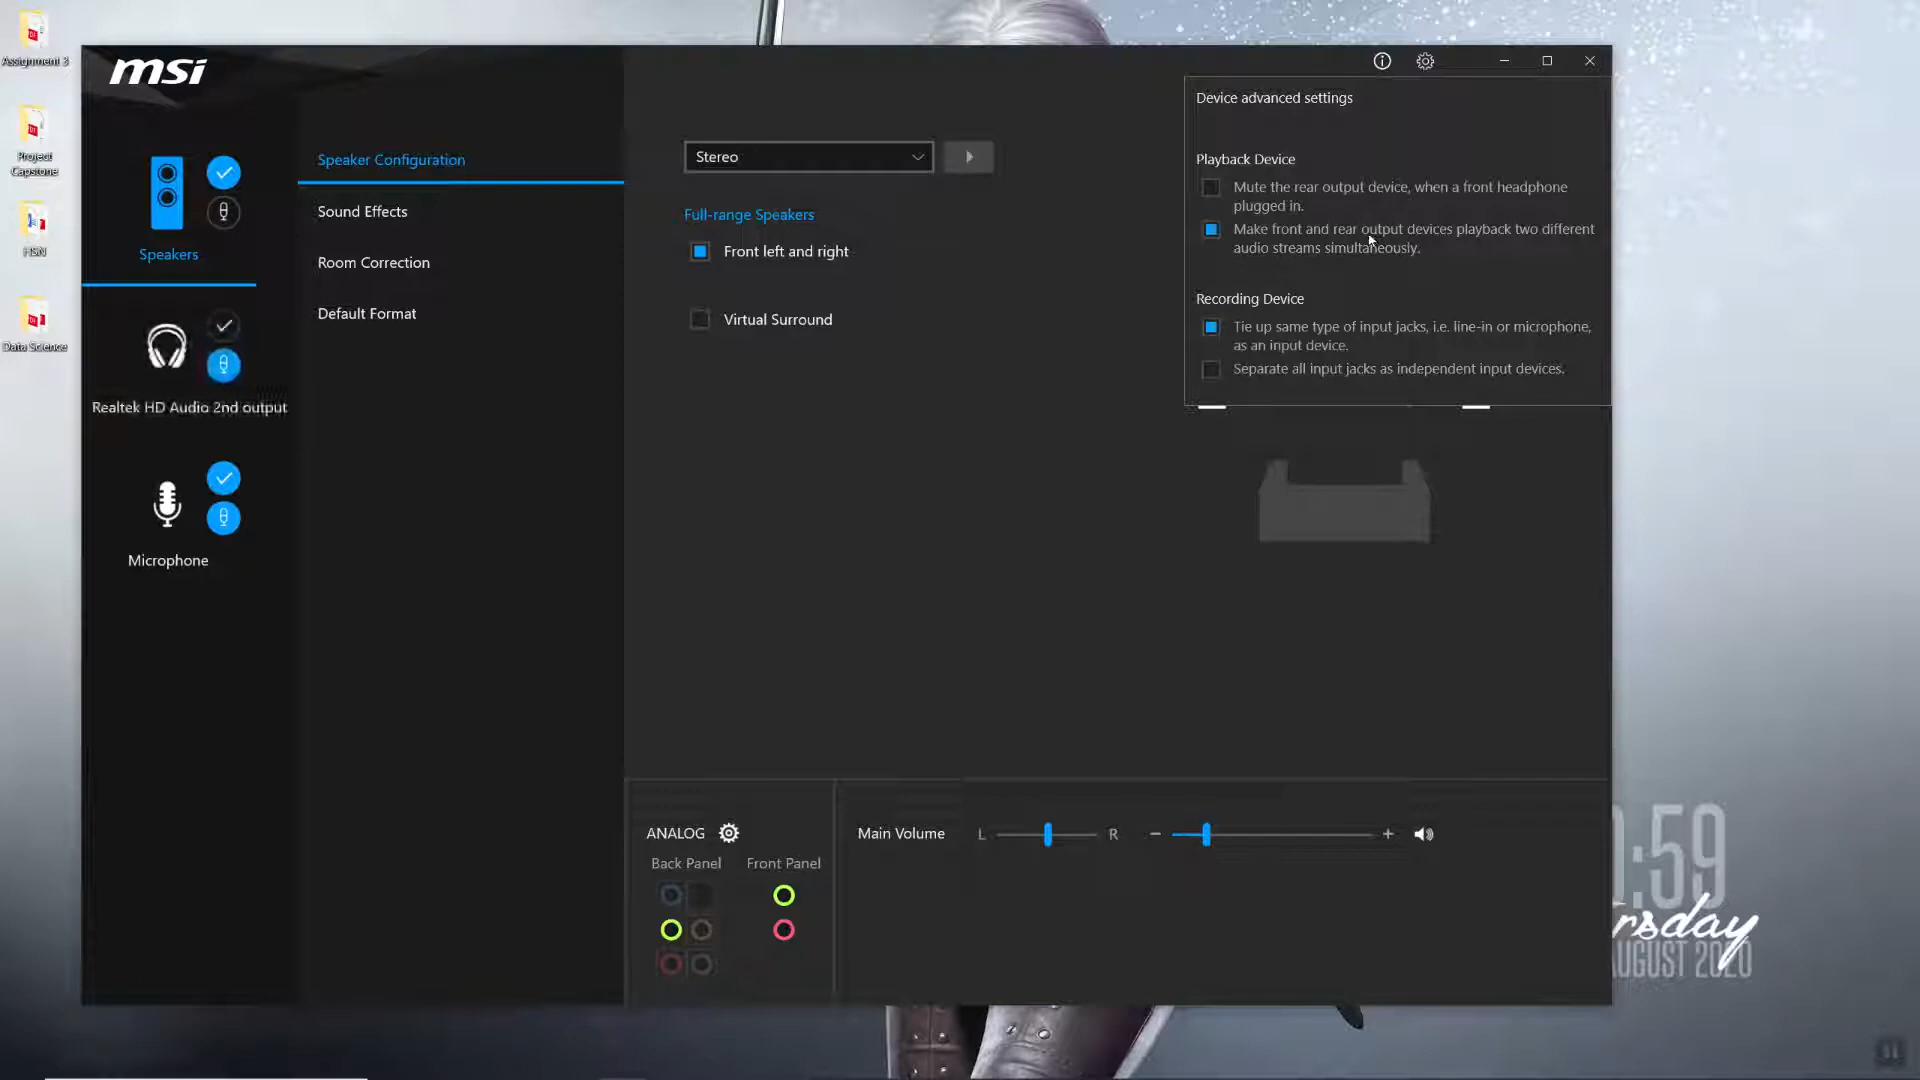 Assignment 3
Project
Capstone
HSN
Data Science
msi
Speakers
Realtek HD Audio 2nd output
Microphone
Speaker Configuration
Sound Effects
Room Correction
Default Format
Stereo
Full-range Speakers
Front left and right
Virtual Surround
Device advanced settings
Playback Device
Mute the rear output device, when a front headphone
plugged in.
Make front and rear output devices playback two different
audio streams simultaneously.
Recording Device
Tie up same type of input jacks, i.e. line-in or microphone,
as an input device.
Separate all input jacks as independent input devices.
ANALOG
Back Panel
Front Panel
Main Volume
L
R
:59
rsday
AUGUST 2020